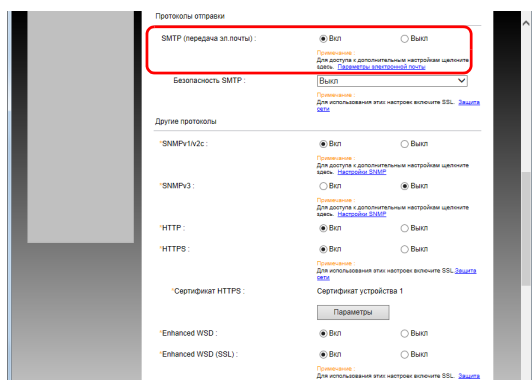 Протоколы отправки
SMTP (передача эл.почты) :
Вкл Выкл
Примечание :
Для доступа к дополнительным настройкам щелкните
здесь. Параметры электронной почты
Безопасность SMTP :
Выкл
Примечание :
Для использования этих настроек включите SSL. Защита
сети
Другие протоколы
*SNMPv1/v2c :
Вкл Выкл
Примечание :
Для доступа к дополнительным настройкам щелкните
здесь. Настройки SNMP
*SNMPv3 :
Вкл Выкл
Примечание :
Для доступа к дополнительным настройкам щелкните
здесь. Настройки SNMP
*HTTP :
Вкл Выкл
*HTTPS :
Вкл Выкл
Примечание :
Для использования этих настроек включите SSL.Защита
сети
*Сертификат HTTPS :
Сертификат устройства 1
Параметры
*Enhanced WSD :
Вкл Выкл
*Enhanced WSD (SSL) :
Вкл Выкл
Примечание :
Для использования этих настроек включите SSL. Защита